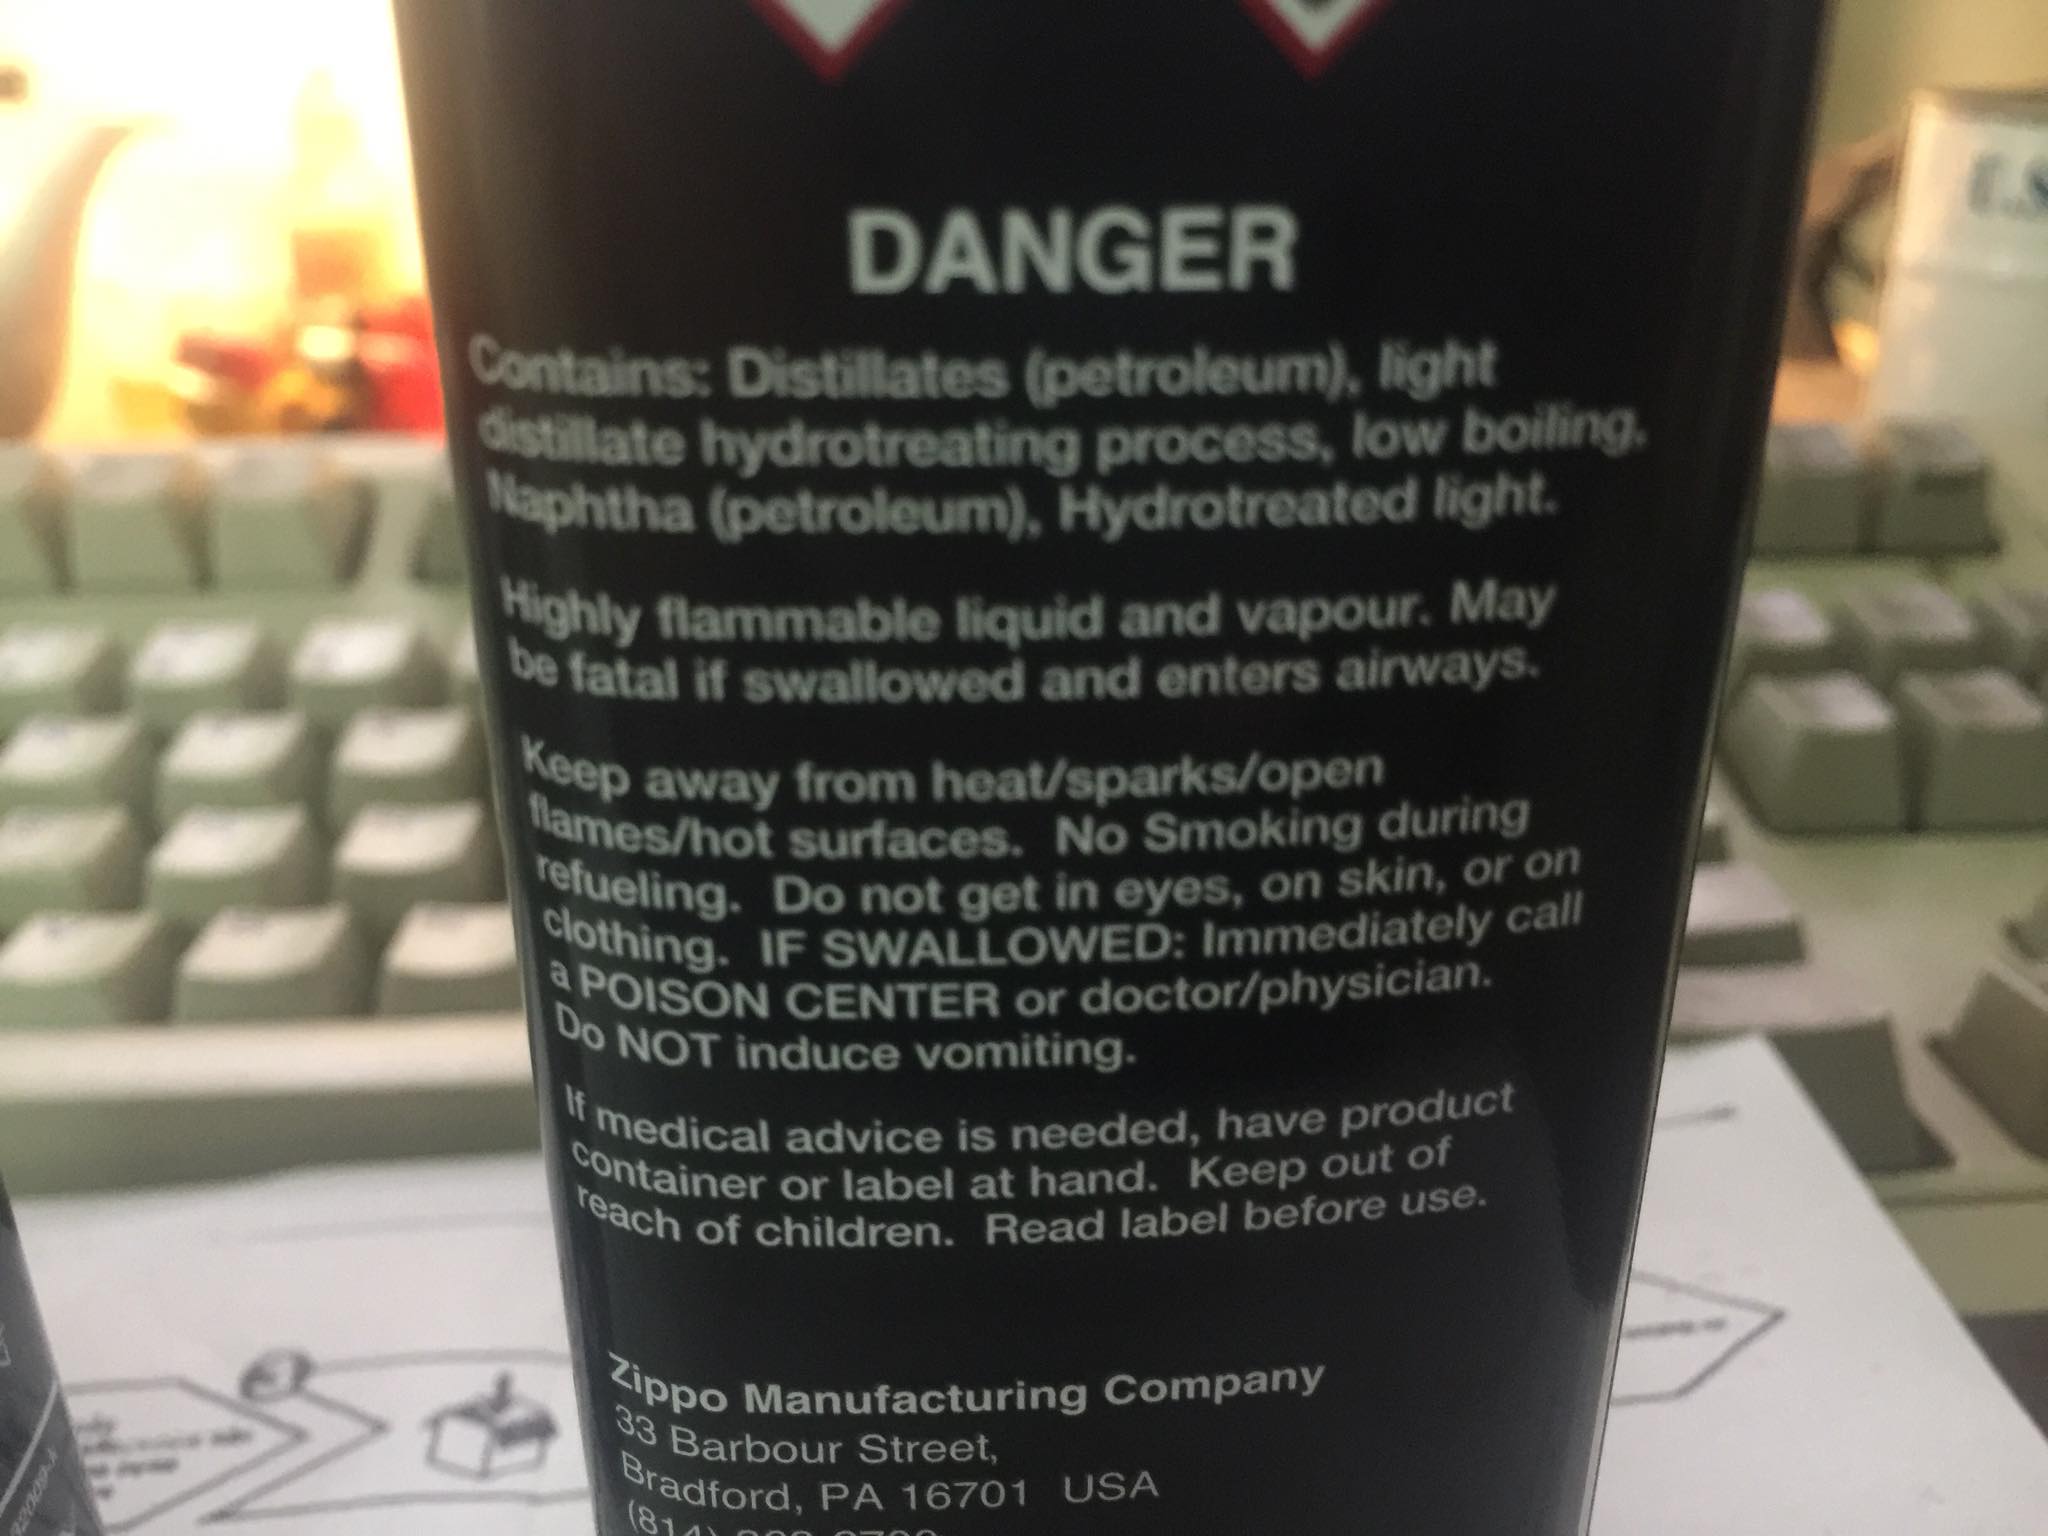 DANGER
Contains: Distillates (petroleum), light
distillate hydrotreating process, low boiling.
Naphtha (petroleum), Hydrotreated light.
Highly flammable liquid and vapour. May
be fatal if swallowed and enters airways.
Keep away from heat/sparks/open
flames/hot surfaces. No Smoking during
refueling. Do not get in eyes, on skin, or on
clothing. IF SWALLOWED: Immediately call
a POISON CENTER or doctor/physician.
Do NOT induce vomiting.
If medical advice is needed, have product
container or label at hand. Keep out of
reach of children. Read label before use.
Zippo Manufacturing Company
33 Barbour Street,
Bradford, PA 16701 USA
(814)